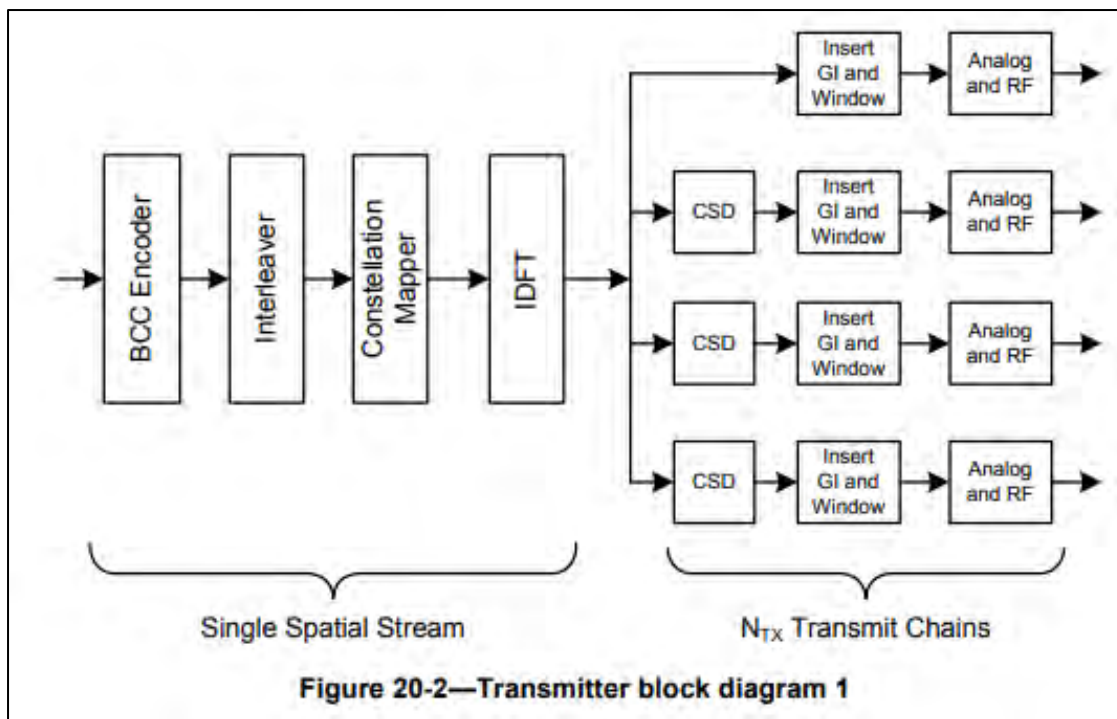 BCC Encoder
Interleaver
Constellation
Mapper
IDFT
Insert
GI and
Window
Analog
and RF
CSD
Insert
GI and
Window
Analog
and RF
CSD
Insert
GI and
Window
Analog
and RF
CSD
Insert
GI and
Window
Analog
and RF
Single Spatial Stream
NTX Transmit Chains
Figure 20-2—Transmitter block diagram 1